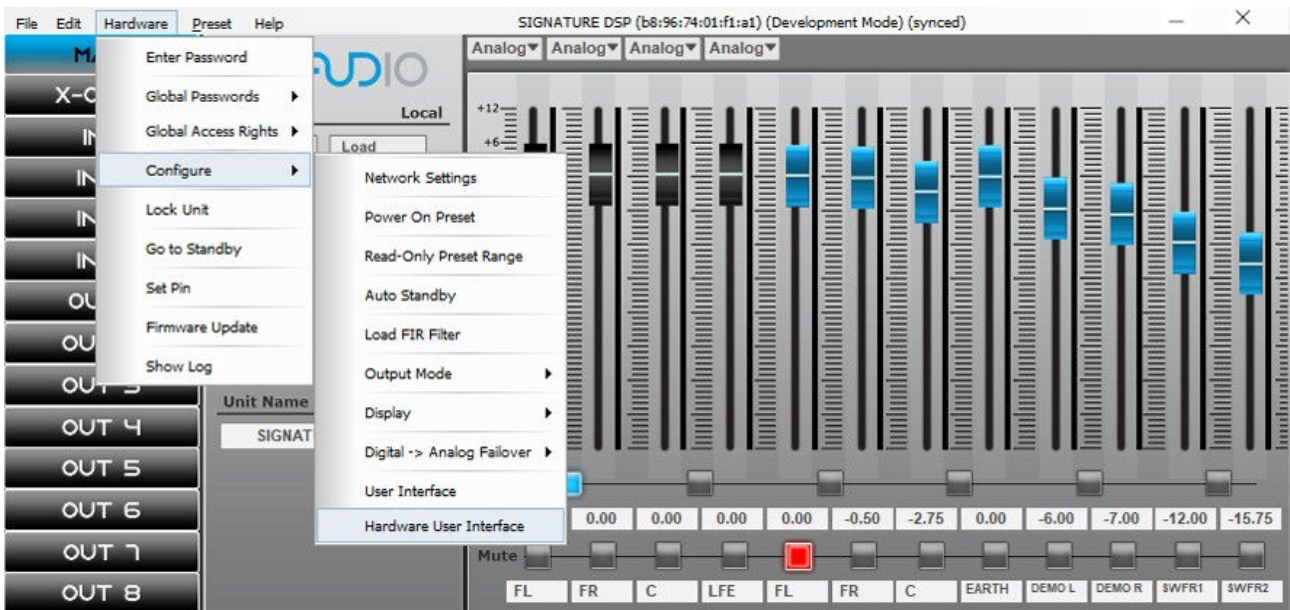 File Edit Hardware Preset Help
SIGNATURE DSP (b8:96:74:01:f1:a1) (Development Mode) (synced)
Analog Analog Analog Analog
Enter Password
Global Passwords
Global Access Rights
Configure
Lock Unit
Go to Standby
Set Pin
Firmware Update
Show Log
Local
Load
Network Settings
Power On Preset
Read-Only Preset Range
Auto Standby
Load FIR Filter
Output Mode
Display
Digital -> Analog Failover
User Interface
Hardware User Interface
Unit Name
SIGNAT
OUT 4
OUT 5
OUT 6
OUT 7
OUT 8
+12
+6
0.00 0.00 0.00 0.00 -0.50 -2.75 0.00 -6.00 -7.00 -12.00 -15.75
Mute
FL FR C LFE FL FR C EARTH DEMO L DEMO R SWFR1 SWFR2